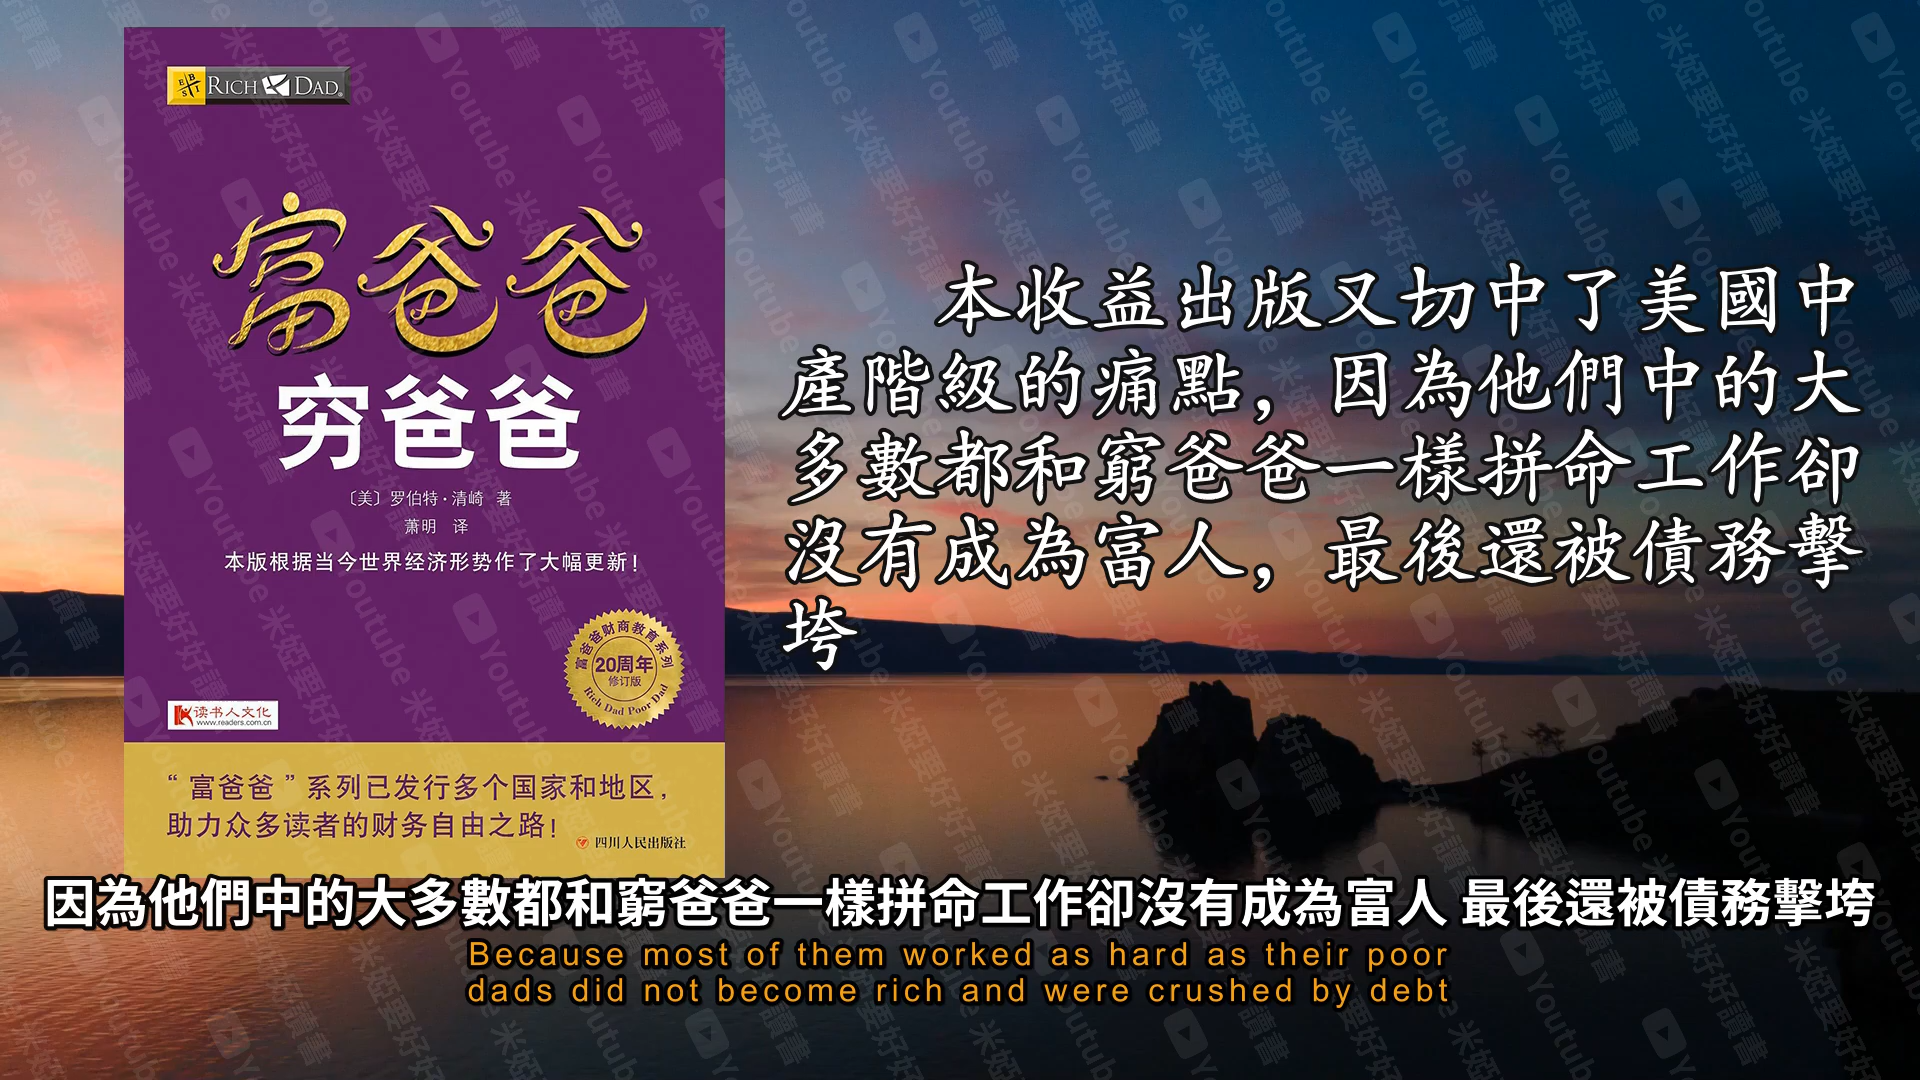 EBSI RICH DAD
富爸爸
穷爸爸
〔美〕罗伯特·清崎 著
萧明 译
本版根据当今世界经济形势作了大幅更新!
富爸爸财商教育系列
20周年
修订版
Rich Dad Poor Dad
读书人文化
www.readers.com.cn
“富爸爸”系列已发行多个国家和地区,
助力众多读者的财务自由之路!
四川人民出版社
本收益出版又切中了美國中
產階級的痛點,因為他們中的大
多數都和窮爸爸一樣拼命工作卻
沒有成為富人,最後還被債務擊
垮
因為他們中的大多數都和窮爸爸一樣拼命工作卻沒有成為富人 最後還被債務擊垮
Because most of them worked as hard as their poor
dads did not become rich and were crushed by debt
Youtube 米婭要好好讀書